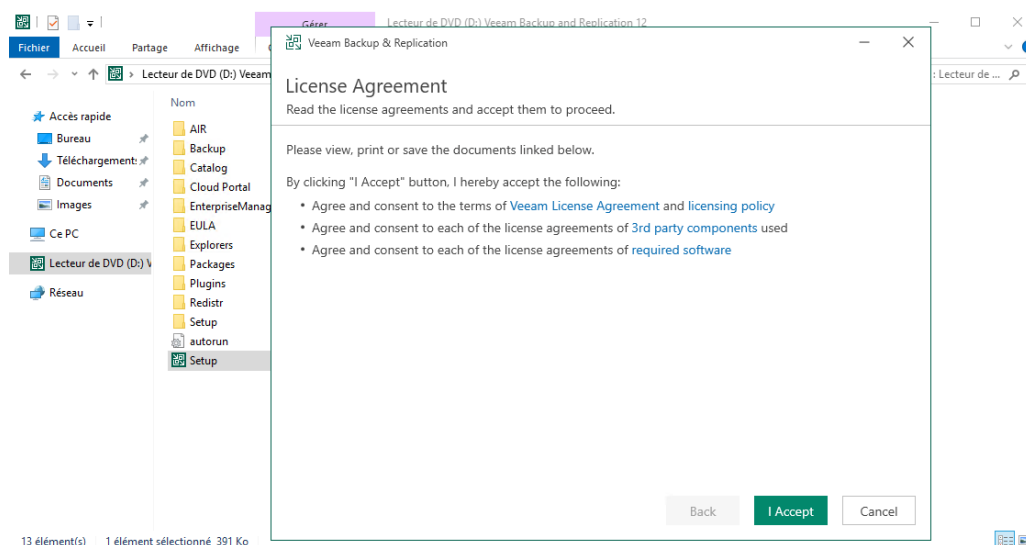 Gérer
Lecteur de DVD (D:) Veeam Backup and Replication 12
Fichier Accueil Partage Affichage
Lecteur de DVD (D:) Veeam
: Lecteur de ...
Accès rapide
Bureau
Téléchargements
Documents
Images
Ce PC
Lecteur de DVD (D:) V
Réseau
Nom
AIR
Backup
Catalog
Cloud Portal
EnterpriseManag
EULA
Explorers
Packages
Plugins
Redistr
Setup
autorun
Setup
Veeam Backup & Replication
License Agreement
Read the license agreements and accept them to proceed.
Please view, print or save the documents linked below.
By clicking "I Accept" button, I hereby accept the following:
• Agree and consent to the terms of Veeam License Agreement and licensing policy
• Agree and consent to each of the license agreements of 3rd party components used
• Agree and consent to each of the license agreements of required software
Back I Accept Cancel
13 élément(s) 1 élément sélectionné 391 Ko